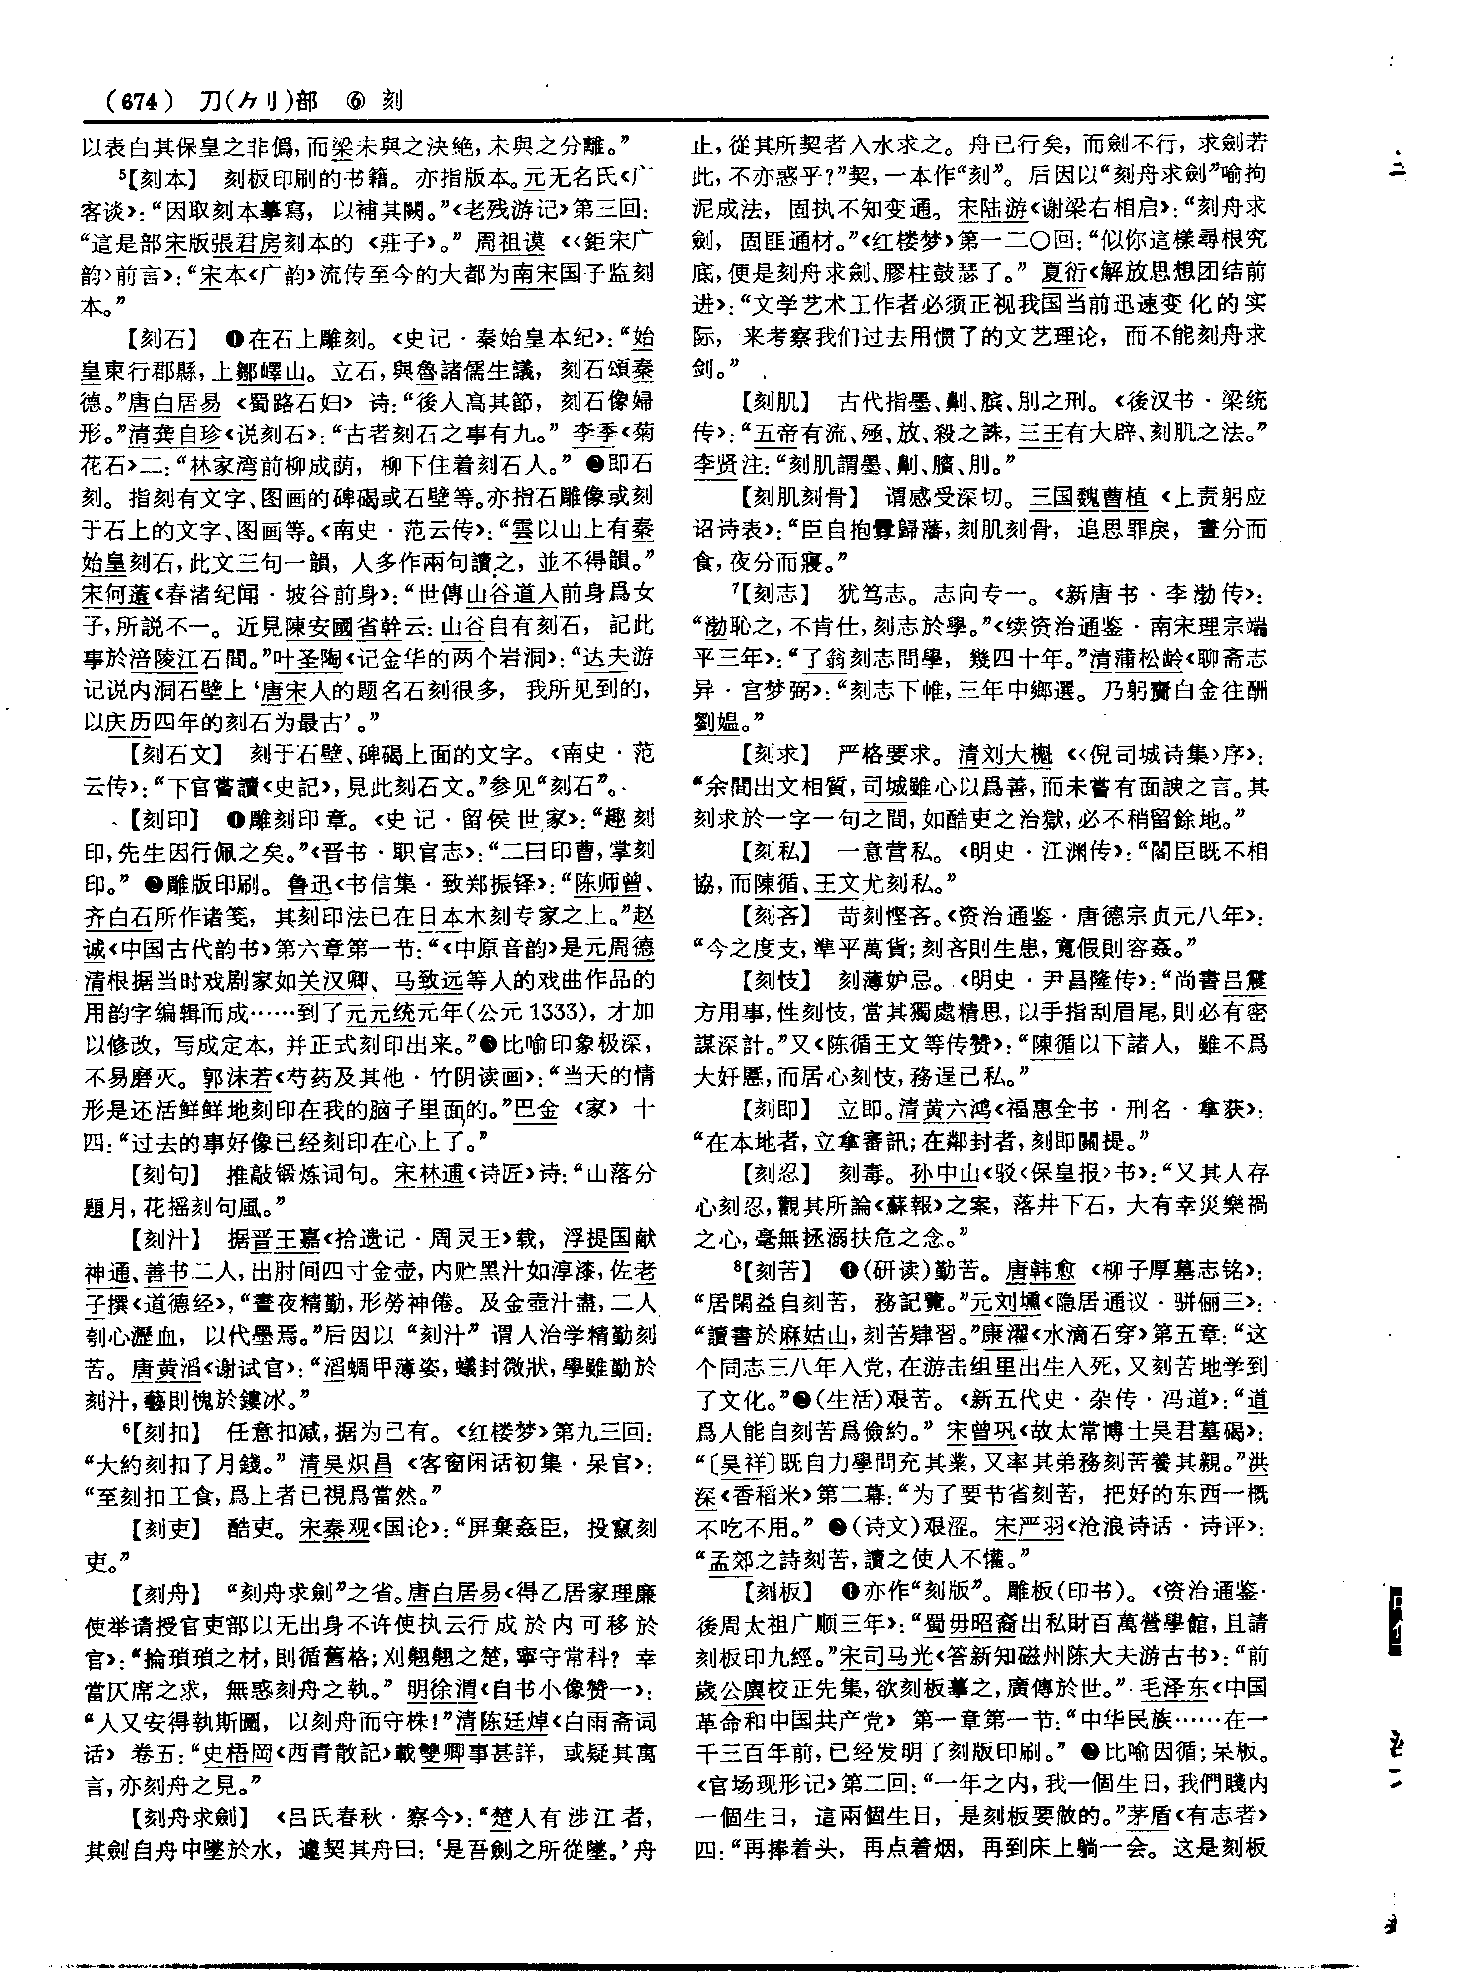 (674) 刀(⺈刂)部 ⑥ 刻
以表白其保皇之非僞,而梁未與之決絶,未與之分離。”
⁵【刻本】 刻板印刷的书籍。亦指版本。元无名氏《广
客谈》:“因取刻本摹寫,以補其闕。”《老残游记》第三回:
“這是部宋版張君房刻本的《莊子》。”周祖谟《〈鉅宋广
韵〉前言》:“宋本《广韵》流传至今的大都为南宋国子监刻
本。”
【刻石】 ❶在石上雕刻。《史记·秦始皇本纪》:“始
皇東行郡縣,上鄒嶧山。立石,與魯諸儒生議,刻石頌秦
德。”唐白居易《蜀路石妇》诗:“後人高其節,刻石像婦
形。”清龚自珍《说刻石》:“古者刻石之事有九。”李季《菊
花石》二:“林家湾前柳成荫,柳下住着刻石人。” ❷即石
刻。指刻有文字、图画的碑碣或石壁等。亦指石雕像或刻
于石上的文字、图画等。《南史·范云传》:“雲以山上有秦
始皇刻石,此文三句一韻,人多作兩句讀之,並不得韻。”
宋何薳《春渚纪闻·坡谷前身》:“世傳山谷道人前身爲女
子,所説不一。近見陳安國省幹云:山谷自有刻石,記此
事於涪陵江石間。”叶圣陶《记金华的两个岩洞》:“达夫游
记说内洞石壁上‘唐宋人的题名石刻很多,我所见到的,
以庆历四年的刻石为最古’。”
【刻石文】 刻于石壁、碑碣上面的文字。《南史·范
云传》:“下官嘗讀《史記》,見此刻石文。”参见“刻石”。
【刻印】 ❶雕刻印章。《史记·留侯世家》:“趣刻
印,先生因行佩之矣。”《晋书·职官志》:“二曰印曹,掌刻
印。” ❷雕版印刷。鲁迅《书信集·致郑振铎》:“陈师曾、
齐白石所作诸笺,其刻印法已在日本木刻专家之上。”赵
诚《中国古代韵书》第六章第一节:“《中原音韵》是元周德
清根据当时戏剧家如关汉卿、马致远等人的戏曲作品的
用韵字编辑而成……到了元元统元年(公元1333),才加
以修改,写成定本,并正式刻印出来。”❸比喻印象极深,
不易磨灭。郭沫若《芍药及其他·竹阴读画》:“当天的情
形是还活鲜鲜地刻印在我的脑子里面的。”巴金《家》十
四:“过去的事好像已经刻印在心上了。”
【刻句】 推敲锻炼词句。宋林逋《诗匠》诗:“山落分
題月,花摇刻句風。”
【刻汁】 据晋王嘉《拾遗记·周灵王》载,浮提国献
神通、善书二人,出肘间四寸金壶,内贮黑汁如淳漆,佐老
子撰《道德经》,“晝夜精勤,形勞神倦。及金壺汁盡,二人
刳心瀝血,以代墨焉。”后因以“刻汁”谓人治学精勤刻
苦。唐黄滔《谢试官》:“滔蜩甲薄姿,蟻封微狀,學雖勤於
刻汁,藝則愧於鏤冰。”
⁶【刻扣】 任意扣减,据为己有。《红楼梦》第九三回:
“大約刻扣了月錢。”清吴炽昌《客窗闲话初集·呆官》:
“至刻扣工食,爲上者已視爲當然。”
【刻吏】 酷吏。宋秦观《国论》:“屏棄姦臣,投竄刻
吏。”
【刻舟】 “刻舟求劍”之省。唐白居易《得乙居家理廉
使举请授官吏部以无出身不许使执云行成於内可移於
官》:“掄瑣瑣之材,則循舊格;刈翹翹之楚,寧守常科?幸
當仄席之求,無惑刻舟之執。”明徐渭《自书小像赞一》:
“人又安得執斯圖,以刻舟而守株!”清陈廷焯《白雨斋词
话》卷五:“史梧岡《西青散記》載雙卿事甚詳,或疑其寓
言,亦刻舟之見。”
【刻舟求劍】 《吕氏春秋·察今》:“楚人有涉江者,
其劍自舟中墜於水,遽契其舟曰:‘是吾劍之所從墜。’舟
止,從其所契者入水求之。舟已行矣,而劍不行,求劍若
此,不亦惑乎?”契,一本作“刻”。后因以“刻舟求劍”喻拘
泥成法,固执不知变通。宋陆游《谢梁右相启》:“刻舟求
劍,固匪通材。”《红楼梦》第一二〇回:“似你這樣尋根究
底,便是刻舟求劍、膠柱鼓瑟了。”夏衍《解放思想团结前
进》:“文学艺术工作者必须正视我国当前迅速变化的实
际,来考察我们过去用惯了的文艺理论,而不能刻舟求
剑。”
【刻肌】 古代指墨、劓、膑、刖之刑。《後汉书·梁统
传》:“五帝有流、殛、放、殺之誅,三王有大辟、刻肌之法。”
李贤注:“刻肌謂墨、劓、臏、刖。”
【刻肌刻骨】 谓感受深切。三国魏曹植《上责躬应
诏诗表》:“臣自抱釁歸藩,刻肌刻骨,追思罪戾,晝分而
食,夜分而寢。”
⁷【刻志】 犹笃志。志向专一。《新唐书·李渤传》:
“渤恥之,不肯仕,刻志於學。”《续资治通鉴·南宋理宗端
平三年》:“了翁刻志問學,幾四十年。”清蒲松龄《聊斋志
异·宫梦弼》:“刻志下帷,三年中鄉選。乃躬齎白金往酬
劉媪。”
【刻求】 严格要求。清刘大櫆《〈倪司城诗集〉序》:
“余間出文相質,司城雖心以爲善,而未嘗有面諛之言。其
刻求於一字一句之間,如酷吏之治獄,必不稍留餘地。”
【刻私】 一意营私。《明史·江渊传》:“閣臣既不相
協,而陳循、王文尤刻私。”
【刻吝】 苛刻悭吝。《资治通鉴·唐德宗贞元八年》:
“今之度支,準平萬貨;刻吝則生患,寬假則容姦。”
【刻忮】 刻薄妒忌。《明史·尹昌隆传》:“尚書吕震
方用事,性刻忮,當其獨處精思,以手指刮眉尾,則必有密
謀深計。”又《陈循王文等传赞》:“陳循以下諸人,雖不爲
大奸慝,而居心刻忮,務逞己私。”
【刻即】 立即。清黄六鸿《福惠全书·刑名·拿获》:
“在本地者,立拿審訊;在鄰封者,刻即關提。”
【刻忍】 刻毒。孙中山《驳〈保皇报〉书》:“又其人存
心刻忍,觀其所論《蘇報》之案,落井下石,大有幸災樂禍
之心,毫無拯溺扶危之念。”
⁸【刻苦】 ❶(研读)勤苦。唐韩愈《柳子厚墓志铭》:
“居閑益自刻苦,務記覽。”元刘壎《隐居通议·骈俪三》:
“讀書於麻姑山,刻苦肄習。”康濯《水滴石穿》第五章:“这
个同志三八年入党,在游击组里出生入死,又刻苦地学到
了文化。”❷(生活)艰苦。《新五代史·杂传·冯道》:“道
爲人能自刻苦爲儉約。”宋曾巩《故太常博士吴君墓碣》:
“〔吴祥〕既自力學問充其業,又率其弟務刻苦養其親。”洪
深《香稻米》第二幕:“为了要节省刻苦,把好的东西一概
不吃不用。” ❸(诗文)艰涩。宋严羽《沧浪诗话·诗评》:
“孟郊之詩刻苦,讀之使人不懽。”
【刻板】 ❶亦作“刻版”。雕板(印书)。《资治通鉴·
後周太祖广顺三年》:“蜀毋昭裔出私財百萬營學館,且請
刻板印九經。”宋司马光《答新知磁州陈大夫游古书》:“前
歲公廙校正先集,欲刻板摹之,廣傳於世。”毛泽东《中国
革命和中国共产党》第一章第一节:“中华民族……在一
千三百年前,已经发明了刻版印刷。” ❷比喻因循;呆板。
《官场现形记》第二回:“一年之内,我一個生日,我們賤内
一個生日,這兩個生日,是刻板要做的。”茅盾《有志者》
四:“再捧着头,再点着烟,再到床上躺一会。这是刻板